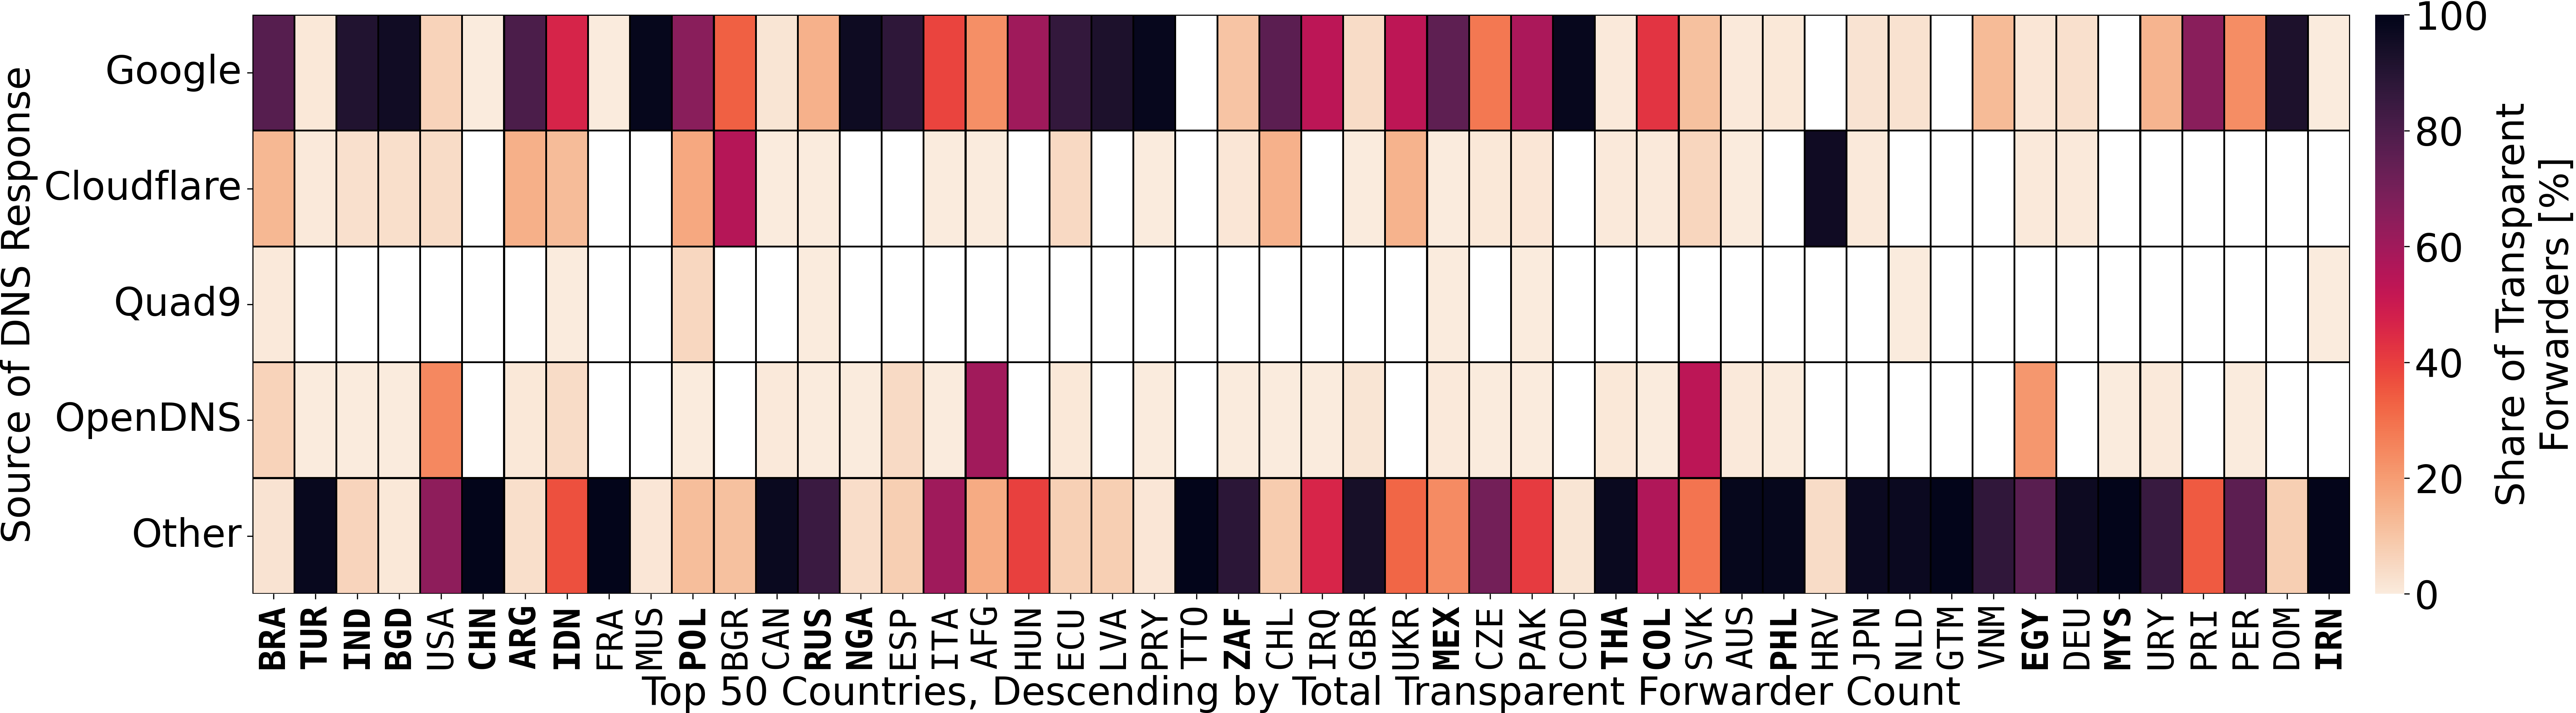 Source of DNS Response
Google
Cloudflare
Quad9
OpenDNS
Other
BRA
TUR
IND
BGD
USA
CHN
ARG
IDN
FRA
MUS
POL
BGR
CAN
RUS
NGA
ESP
ITA
AFG
HUN
ECU
LVA
PRY
TTO
ZAF
CHL
IRQ
GBR
UKR
MEX
CZE
PAK
COD
THA
COL
SVK
AUS
PHL
HRV
JPN
NLD
GTM
VNM
EGY
DEU
MYS
URY
PRI
PER
DOM
IRN
Top 50 Countries, Descending by Total Transparent Forwarder Count
100
80
60
40
20
0
Share of Transparent
Forwarders [%]